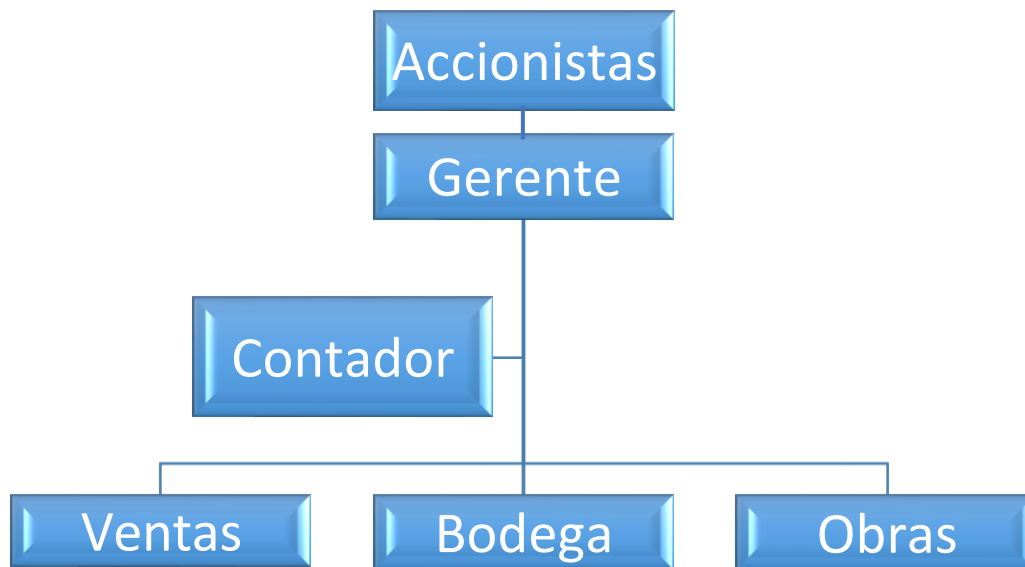 Accionistas
Gerente
Contador
Ventas
Bodega
Obras